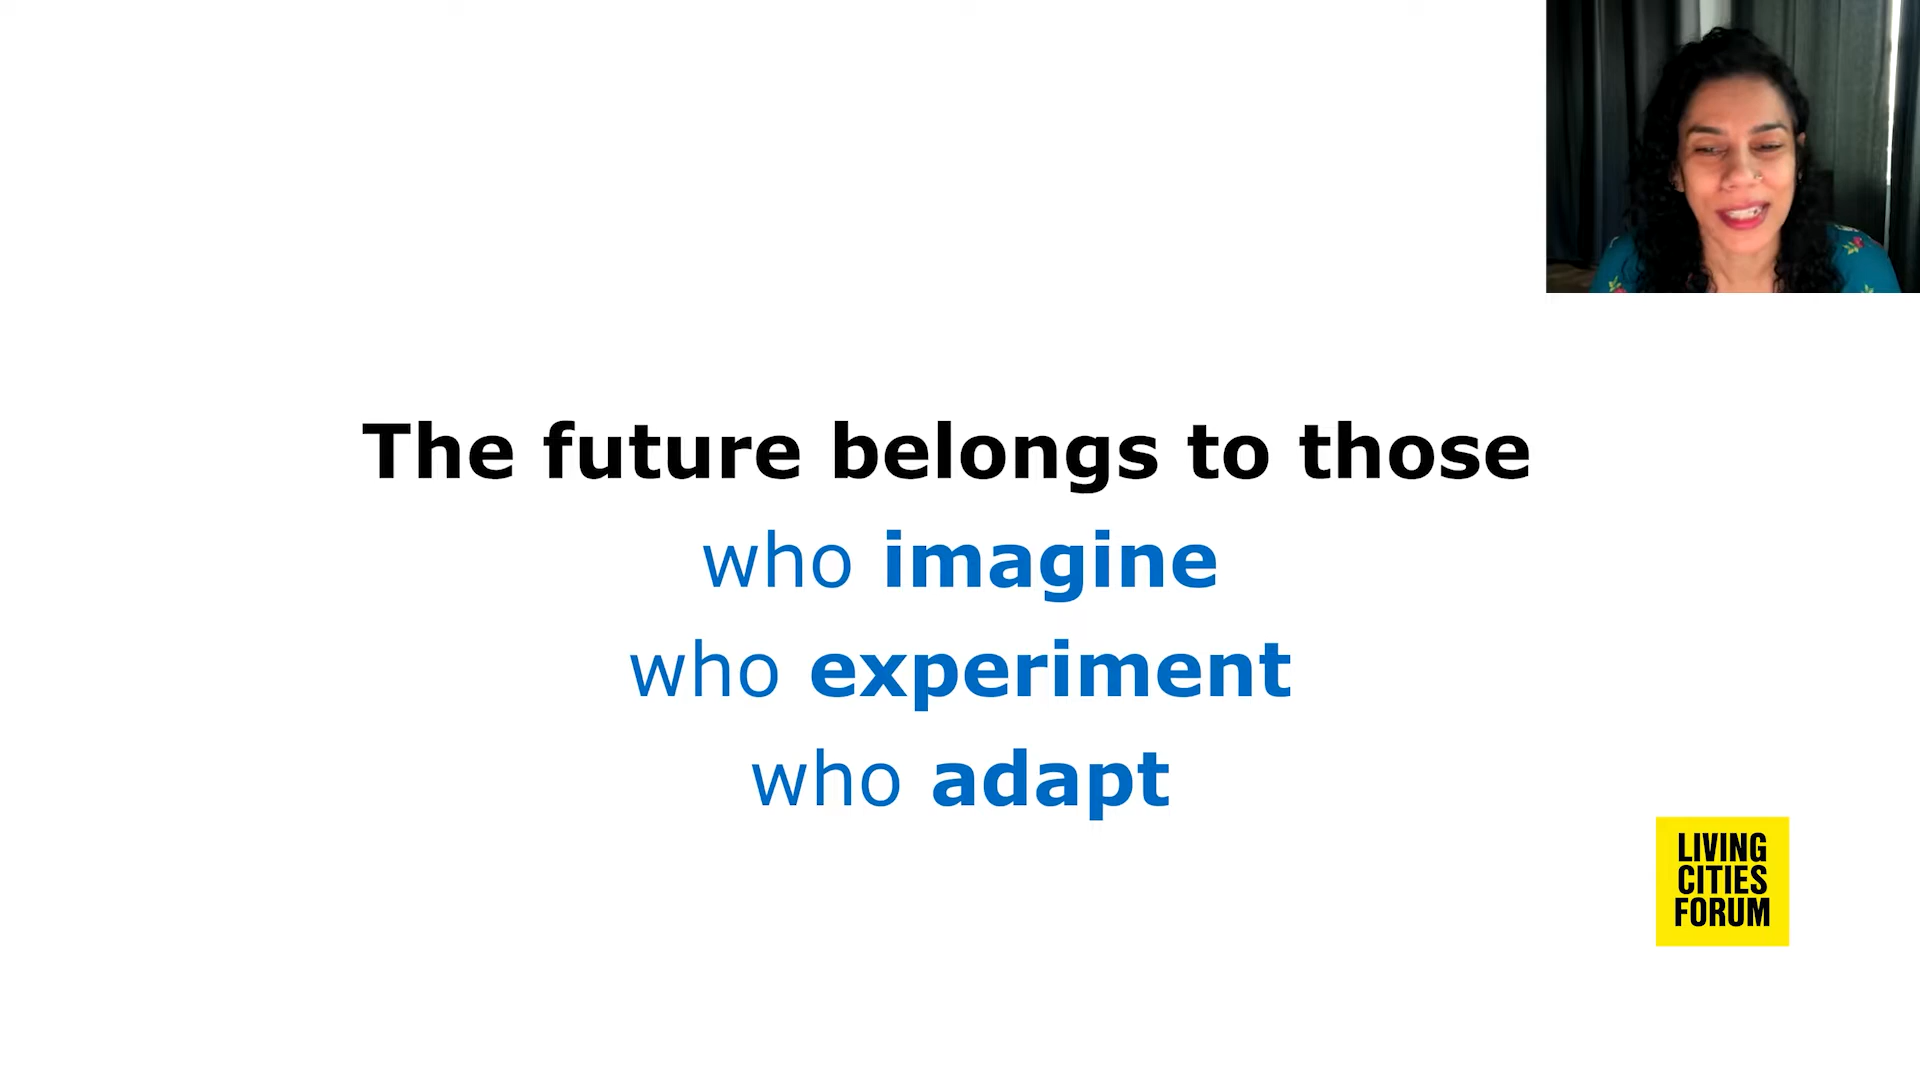 The future belongs to those
who imagine
who experiment
who adapt
LIVING
CITIES
FORUM